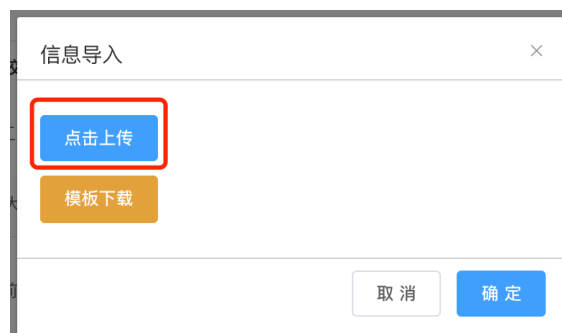 信息导入
点击上传
模板下载
取 消
确 定